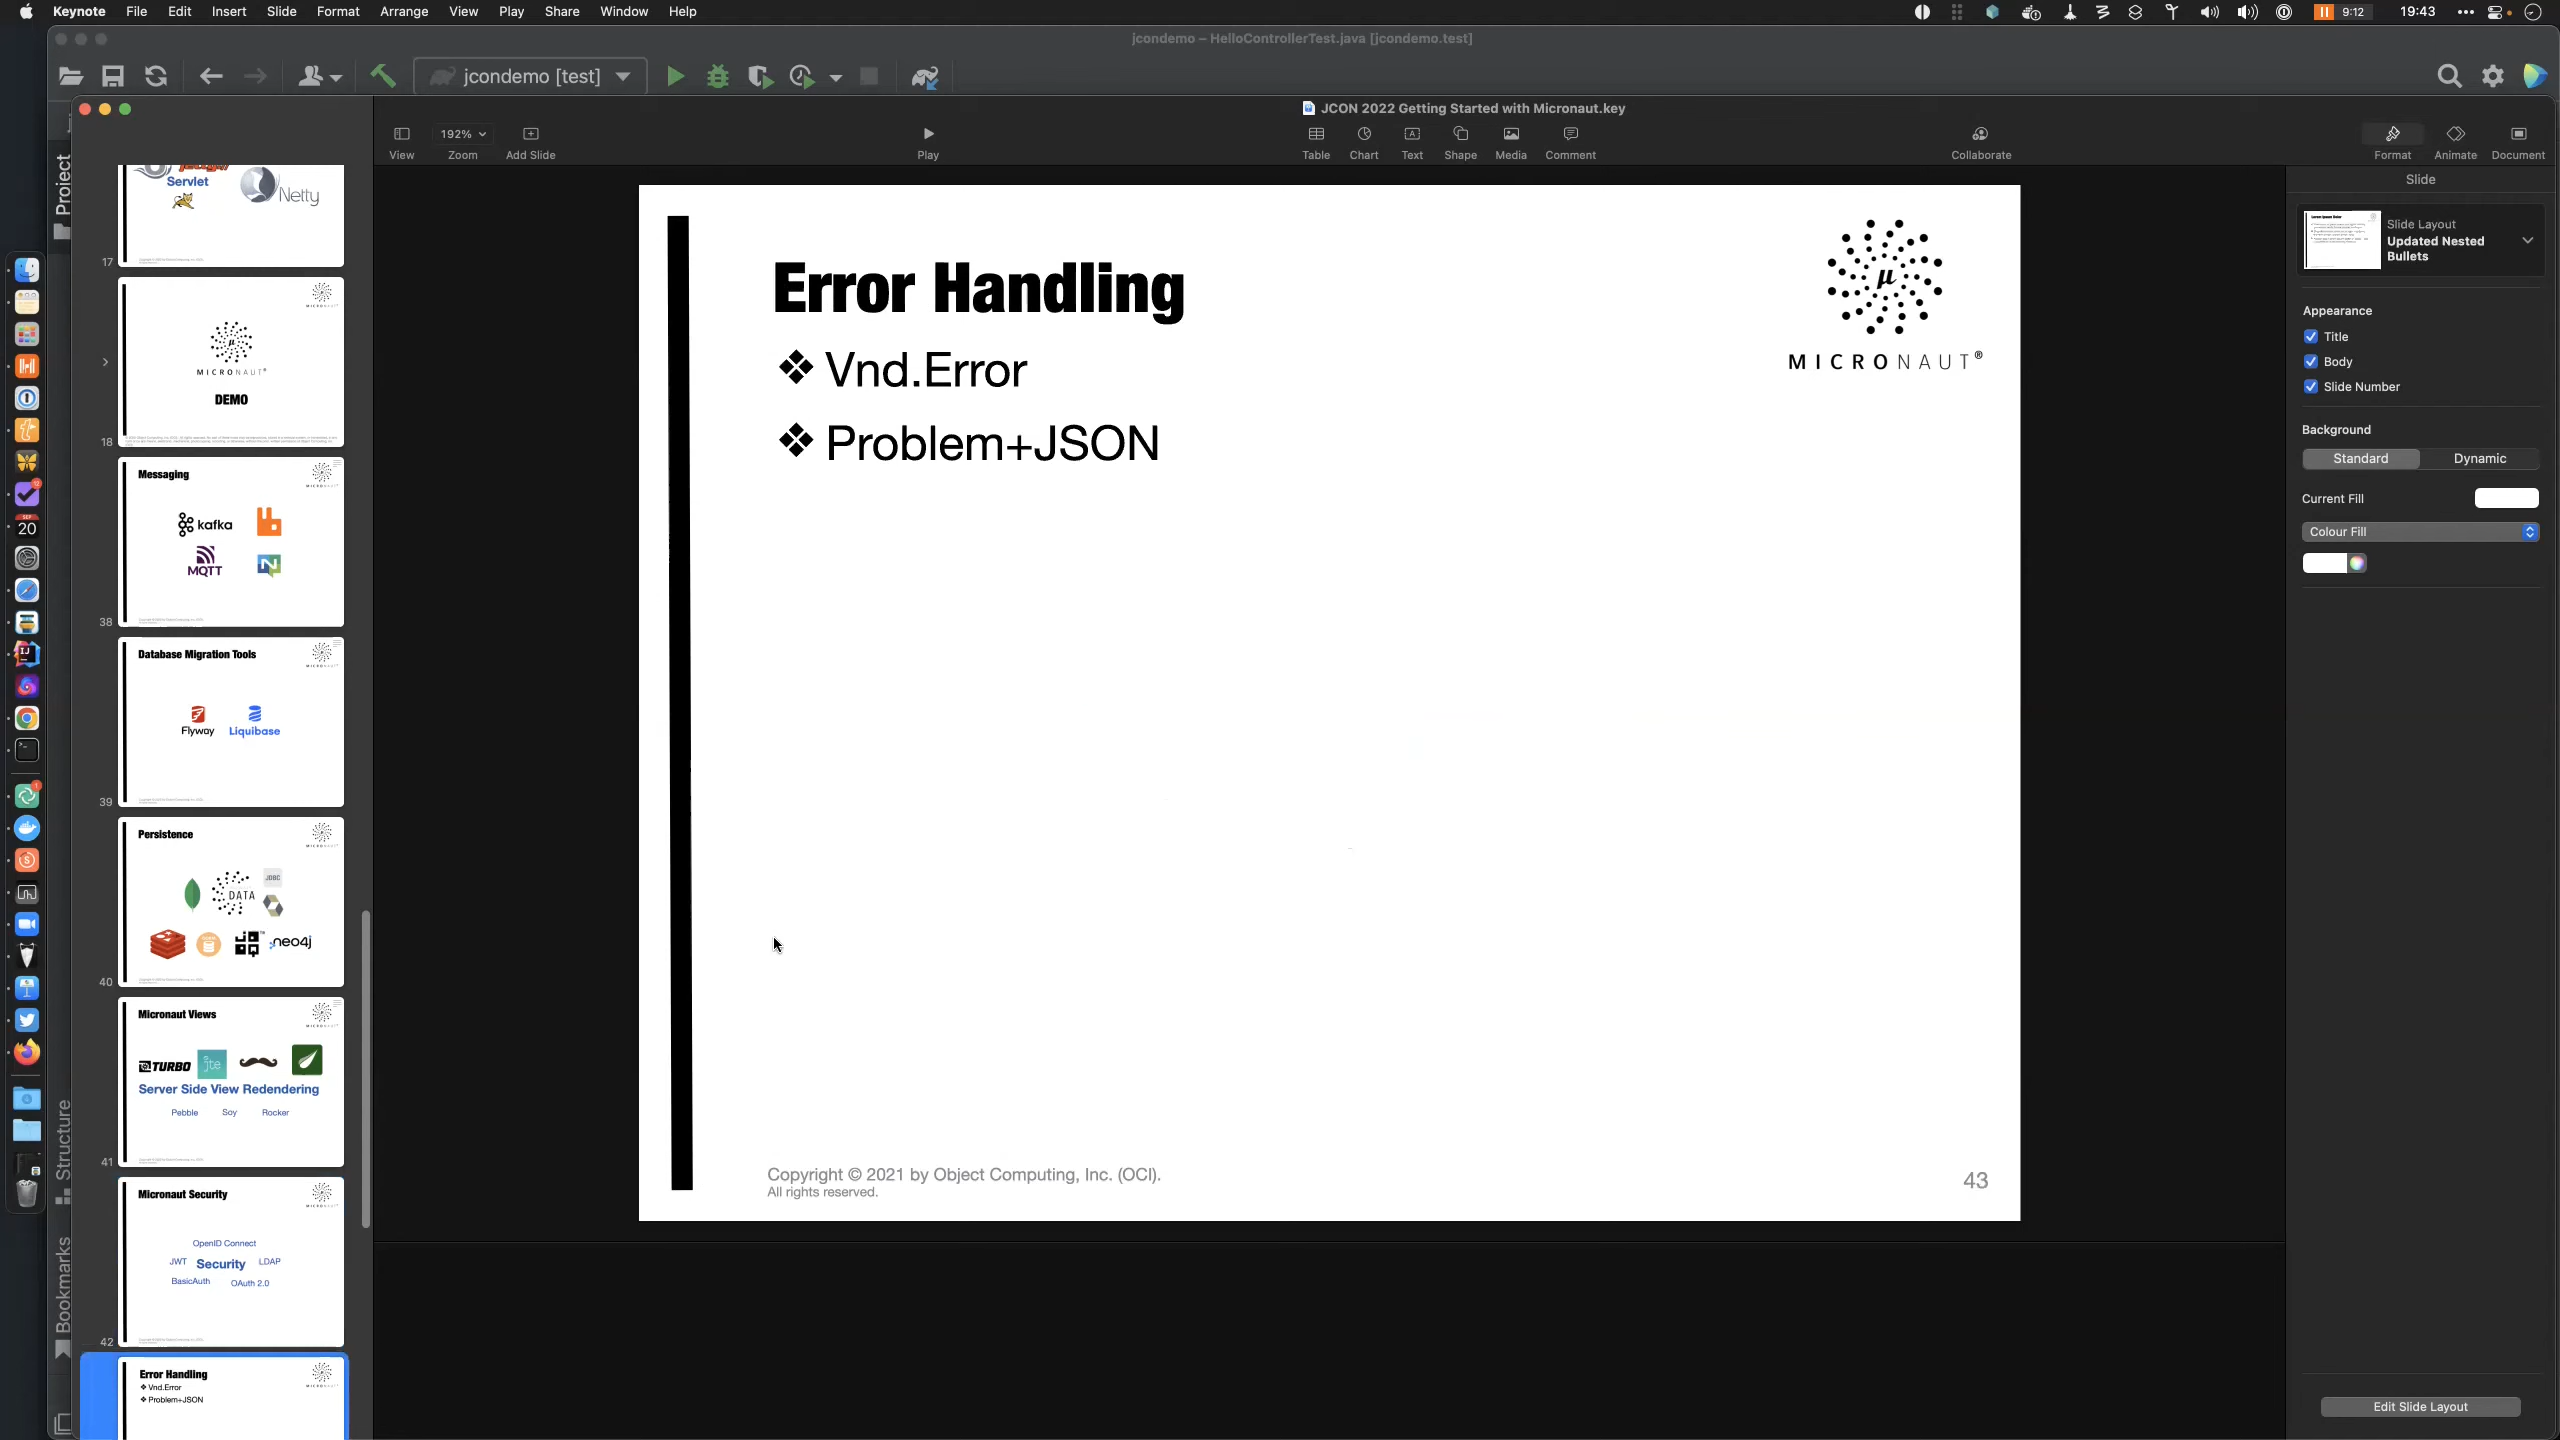 Keynote File Edit Insert Slide Format Arrange View Play Share Window Help
9:12 19:43
jcondemo – HelloControllerTest.java [jcondemo.test]
jcondemo [test]
JCON 2022 Getting Started with Micronaut.key
192%
View Zoom Add Slide Play Table Chart Text Shape Media Comment Collaborate Format Animate Document
Project
Structure
Bookmarks
SEP
20
Servlet
Netty
17
MICRONAUT®
DEMO
18
Messaging
kafka
MQTT
38
Database Migration Tools
Flyway Liquibase
39
Persistence
JDBC
DATA
neo4j
40
Micronaut Views
TURBO jte
Server Side View Redendering
Pebble Soy Rocker
41
Micronaut Security
OpenID Connect
JWT Security LDAP
BasicAuth OAuth 2.0
42
Error Handling
❖ Vnd.Error
❖ Problem+JSON
Error Handling
❖ Vnd.Error
❖ Problem+JSON
μ
MICRONAUT®
Copyright © 2021 by Object Computing, Inc. (OCI).
All rights reserved.
43
Slide
Slide Layout
Updated Nested
Bullets
Appearance
Title
Body
Slide Number
Background
Standard Dynamic
Current Fill
Colour Fill
Edit Slide Layout